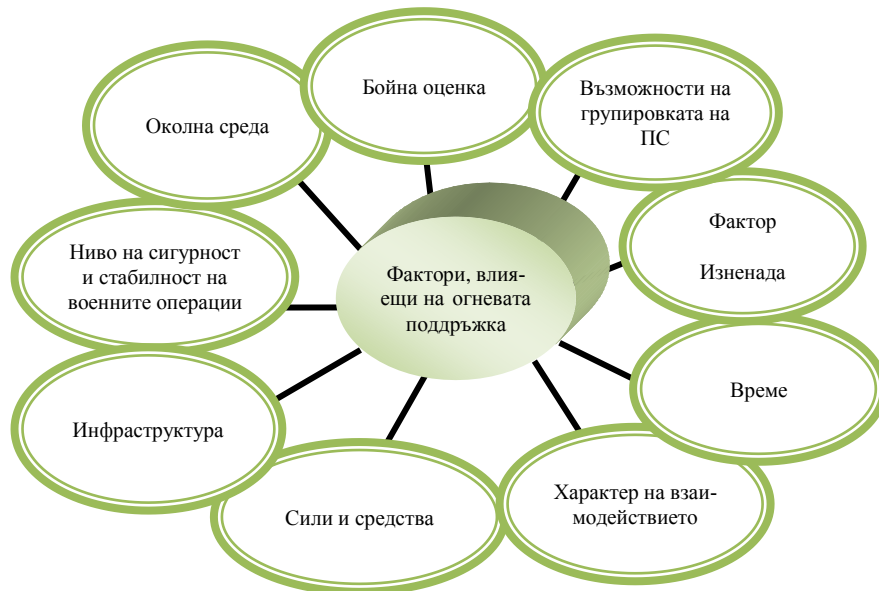 Бойна оценка
Възможности на
групировката на
ПС
Околна среда
Фактор
Изненада
Ниво на сигурност
и стабилност на
военните операции
Фактори, влия-
ещи на огневата
поддръжка
Време
Инфраструктура
Характер на взаи-
модействието
Сили и средства